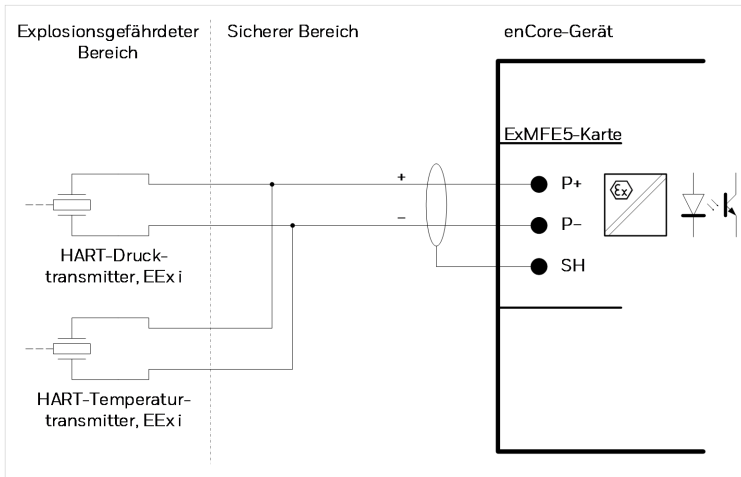 Explosionsgefährdeter
Bereich
Sicherer Bereich
enCore-Gerät
ExMFE5-Karte
+
P+
Ex
−
P−
SH
HART-Druck-
transmitter, EEx i
HART-Temperatur-
transmitter, EEx i